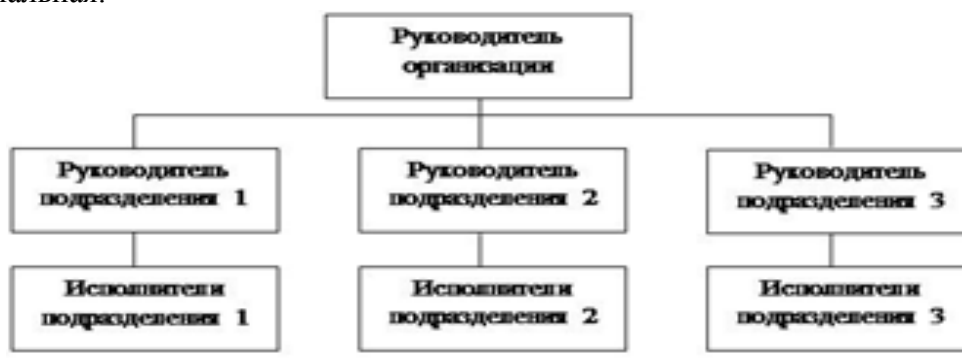 Руководитель
организации
Руководитель
подразделения 1
Руководитель
подразделения 2
Руководитель
подразделения 3
Исполнители
подразделения 1
Исполнители
подразделения 2
Исполнители
подразделения 3